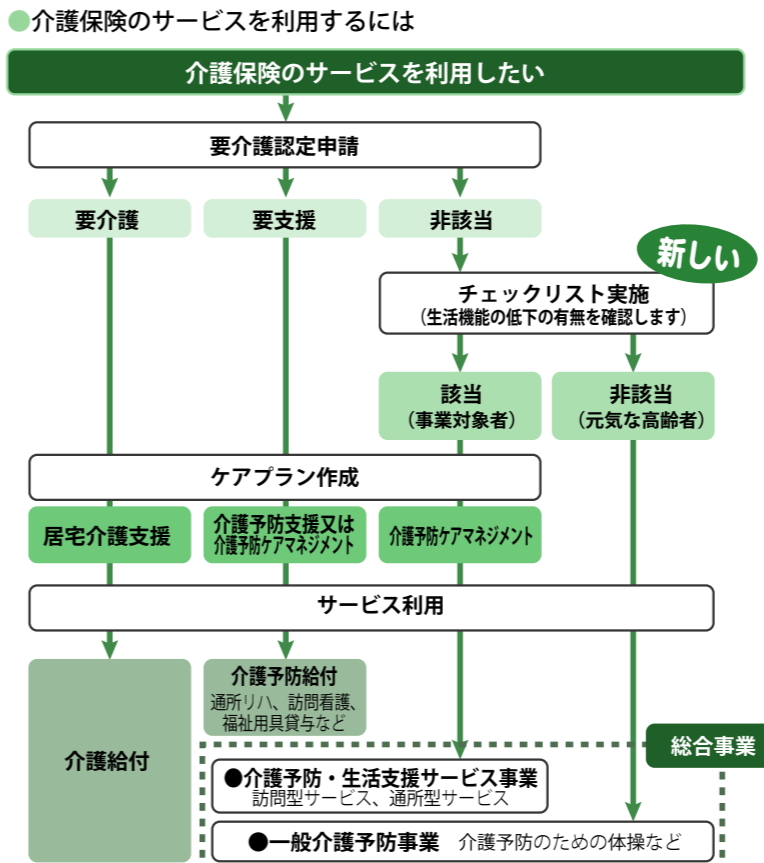 ●介護保険のサービスを利用するには
介護保険のサービスを利用したい
要介護認定申請
要介護
要支援
非該当
新しい
チェックリスト実施
（生活機能の低下の有無を確認します）
該当
（事業対象者）
非該当
（元気な高齢者）
ケアプラン作成
居宅介護支援
介護予防支援又は
介護予防ケアマネジメント
介護予防ケアマネジメント
サービス利用
介護給付
介護予防給付
通所リハ、訪問看護、
福祉用具貸与など
総合事業
●介護予防・生活支援サービス事業
訪問型サービス、通所型サービス
●一般介護予防事業　介護予防のための体操など